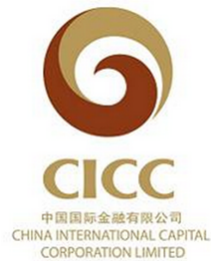 CICC
中国国际金融有限公司
CHINA INTERNATIONAL CAPITAL
CORPORATION LIMITED